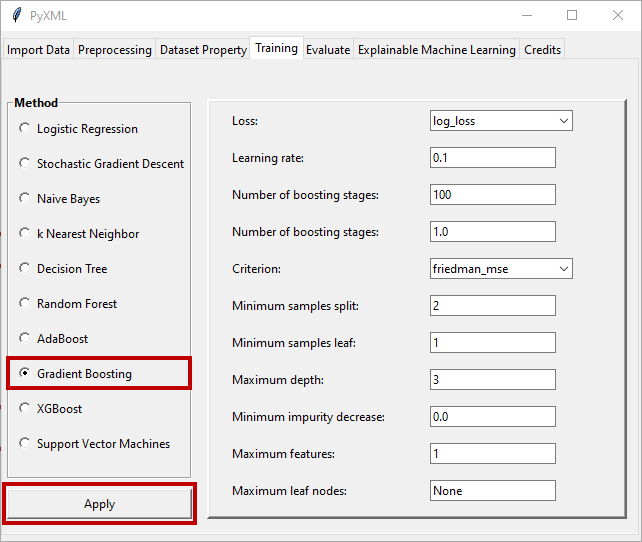 PyXML
Import Data Preprocessing Dataset Property Training Evaluate Explainable Machine Learning Credits
Method
Logistic Regression
Stochastic Gradient Descent
Naive Bayes
k Nearest Neighbor
Decision Tree
Random Forest
AdaBoost
Gradient Boosting
XGBoost
Support Vector Machines
Apply
Loss: log_loss
Learning rate: 0.1
Number of boosting stages: 100
Number of boosting stages: 1.0
Criterion: friedman_mse
Minimum samples split: 2
Minimum samples leaf: 1
Maximum depth: 3
Minimum impurity decrease: 0.0
Maximum features: 1
Maximum leaf nodes: None